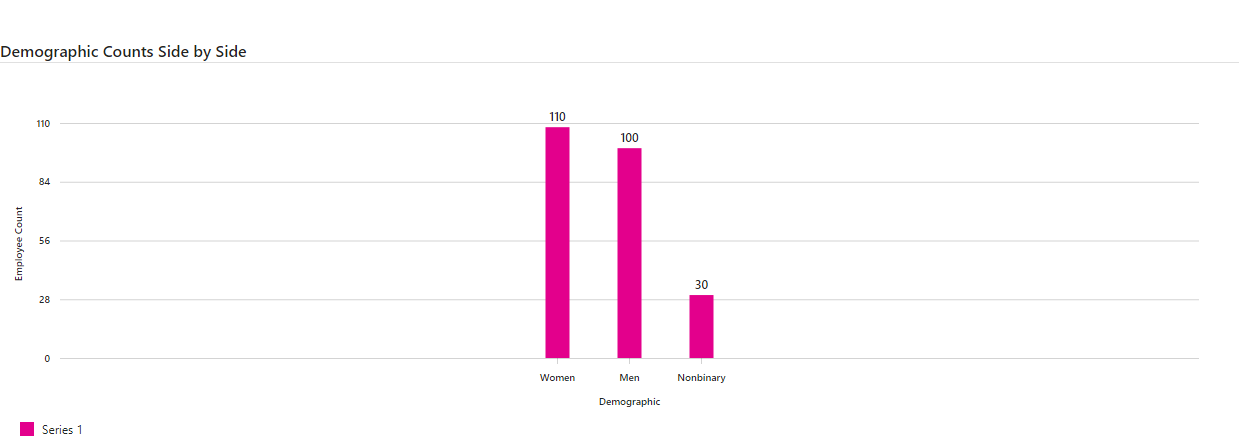 Demographic Counts Side by Side
110
110
100
84
Employee Count
56
30
28
0
Women Men Nonbinary
Demographic
Series 1